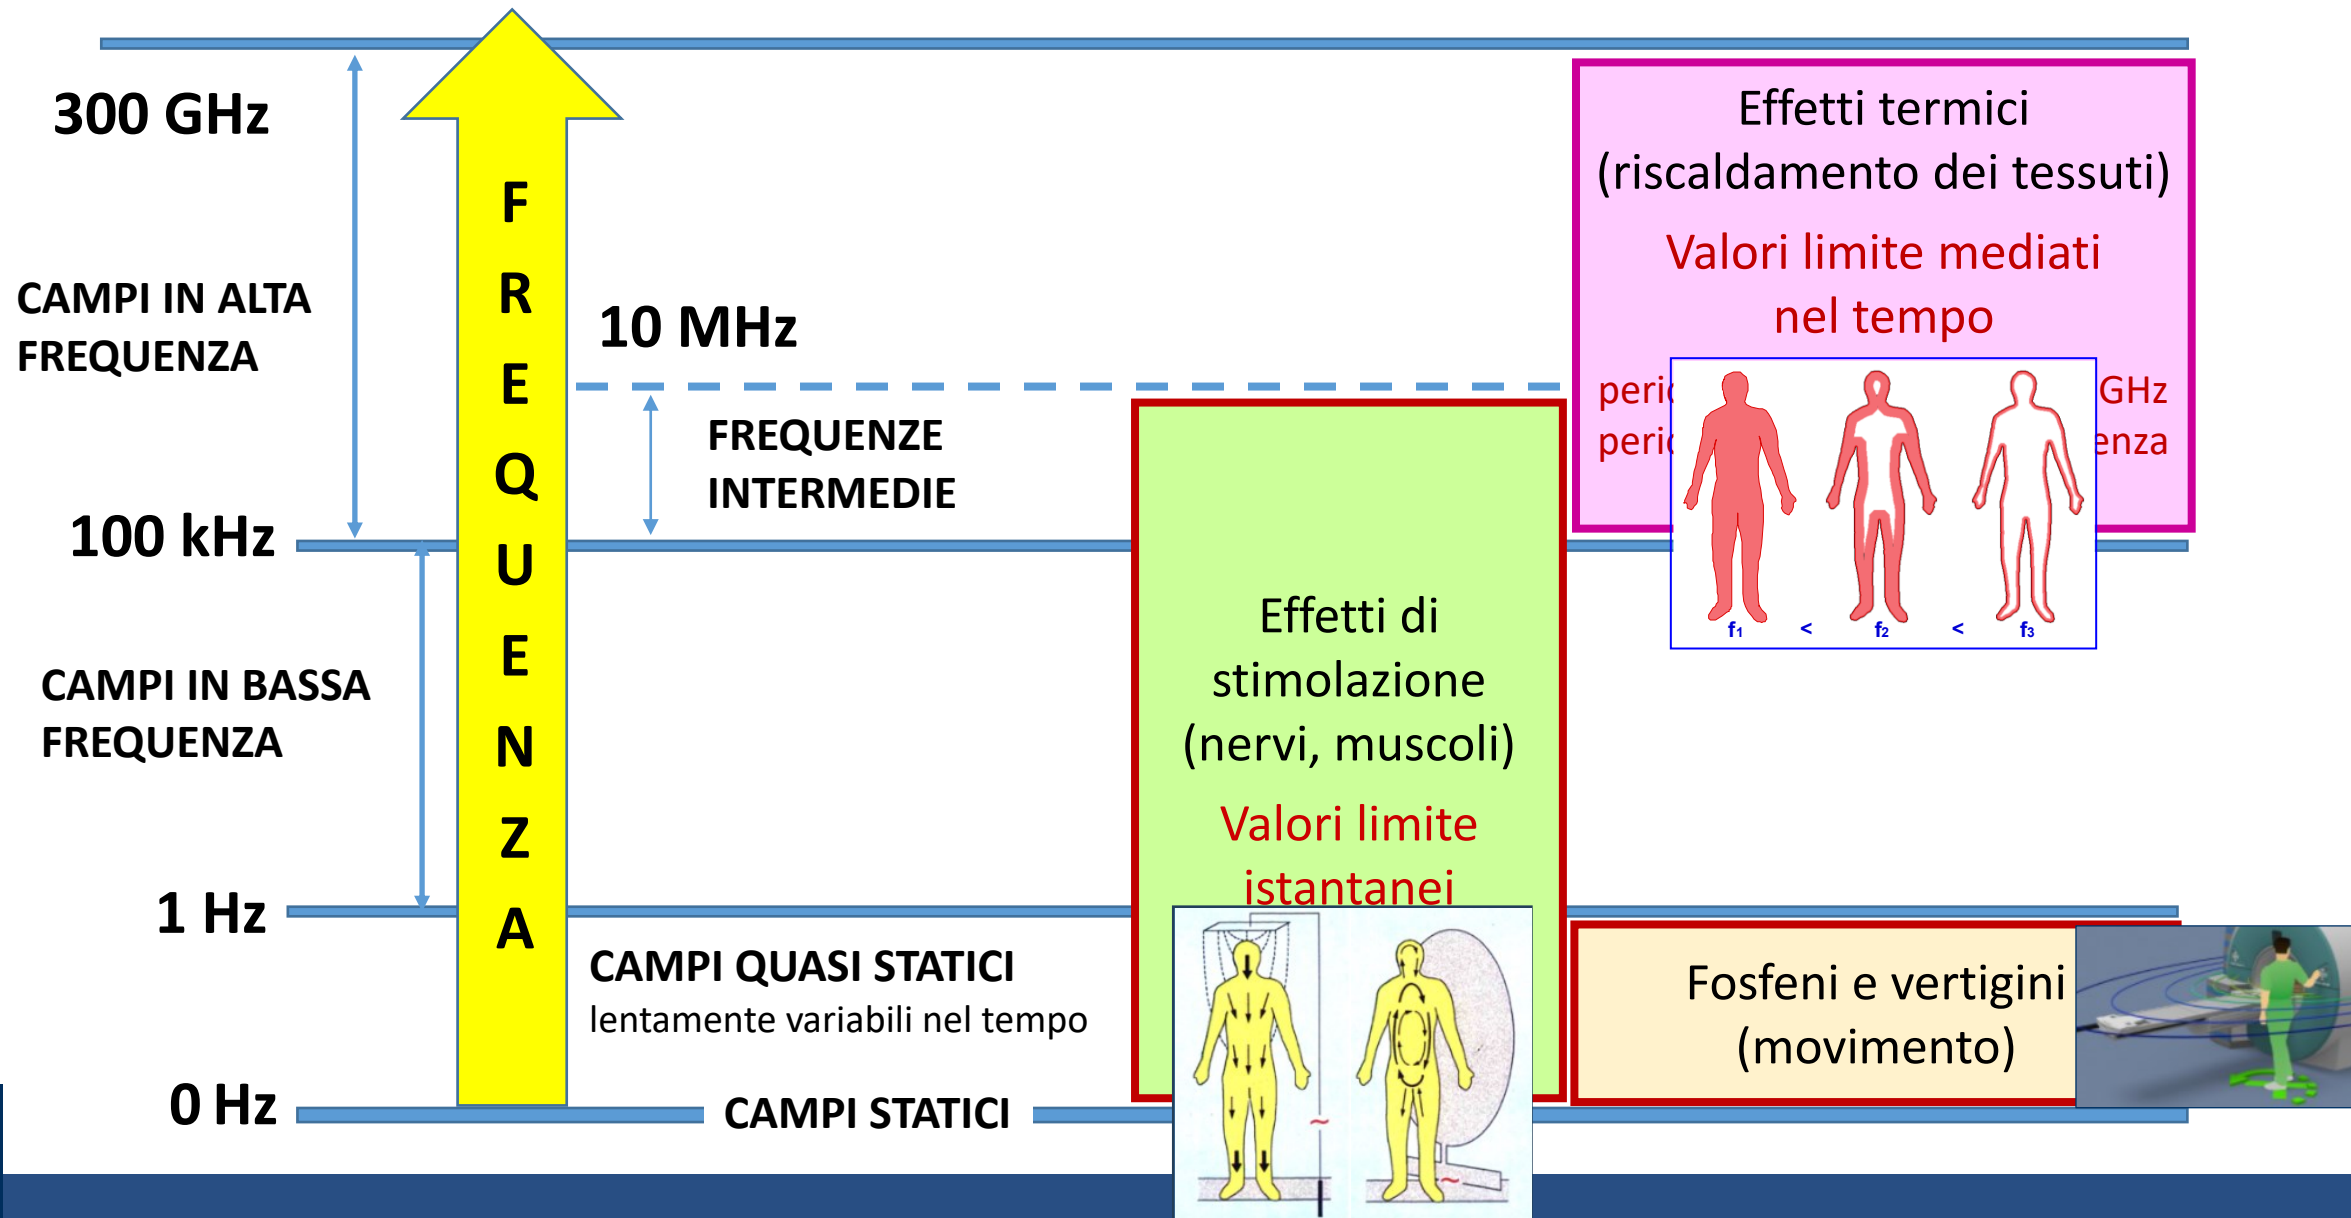 300 GHz
CAMPI IN ALTA
FREQUENZA
100 kHz
CAMPI IN BASSA
FREQUENZA
1 Hz
0 Hz
F
R
E
Q
U
E
N
Z
A
10 MHz
FREQUENZE
INTERMEDIE
CAMPI QUASI STATICI
lentamente variabili nel tempo
CAMPI STATICI
Effetti di
stimolazione
(nervi, muscoli)
Valori limite
istantanei
~
~
Effetti termici
(riscaldamento dei tessuti)
Valori limite mediati
nel tempo
GHz
f1 < f2 < f3
Fosfeni e vertigini
(movimento)